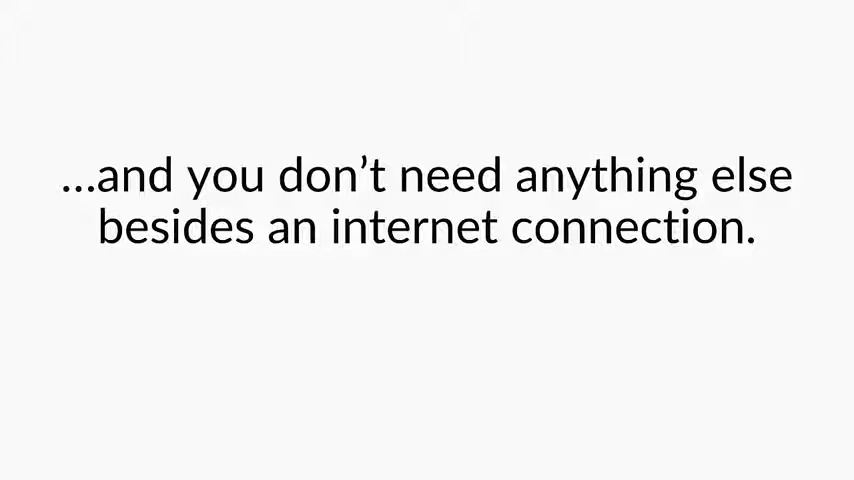 ...and you don’t need anything else
besides an internet connection.